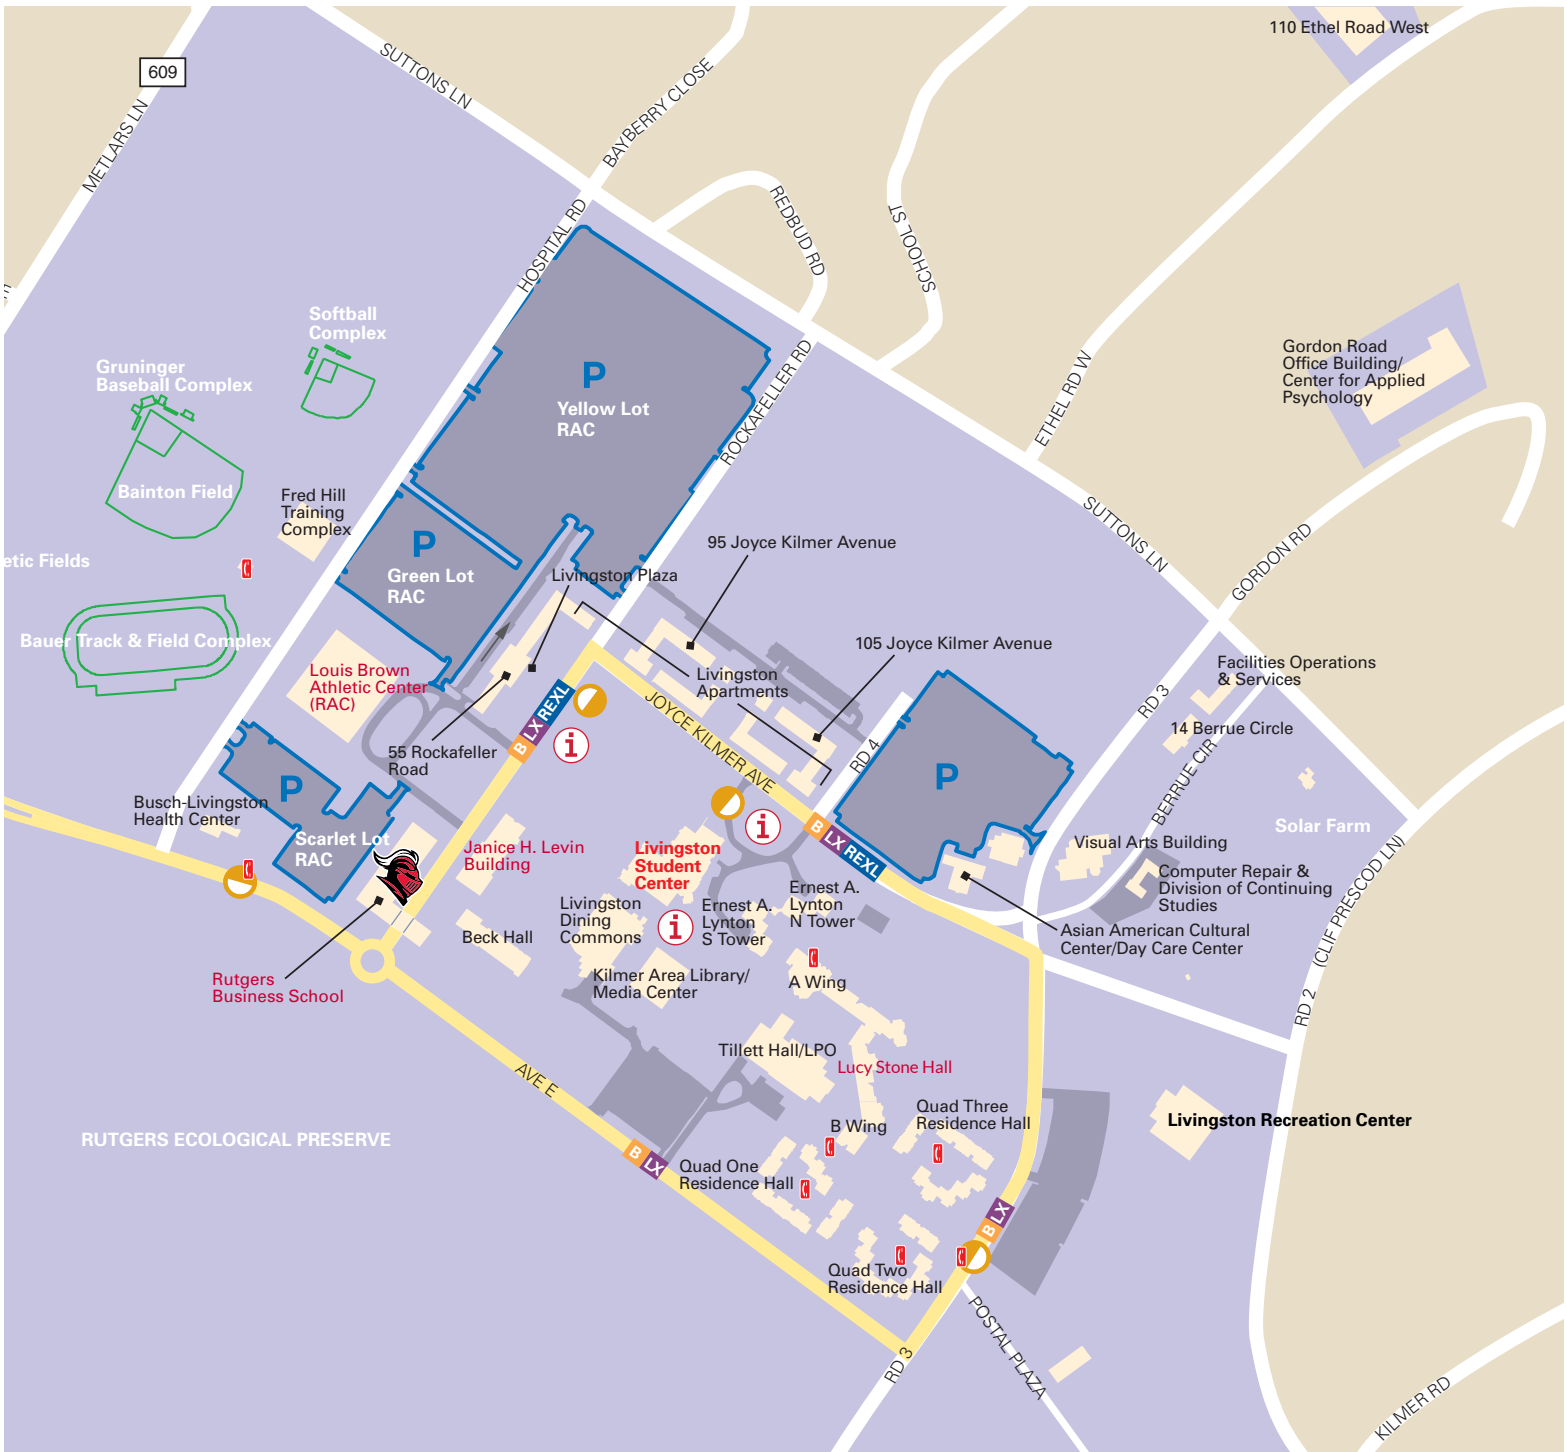 110 Ethel Road West
609
SUTTONS LN
METLARS LN
BAYBERRY CLOSE
REDBUD RD
SCHOOL ST
HOSPITAL RD
Softball
Complex
Gruninger
Baseball Complex
Bainton Field
P
Yellow Lot
RAC
ROCKAFELLER RD
ETHEL RD W
Gordon Road
Office Building/
Center for Applied
Psychology
Fred Hill
Training
Complex
P
Green Lot
RAC
SUTTONS LN
GORDON RD
etic Fields
95 Joyce Kilmer Avenue
Livingston Plaza
Bauer Track & Field Complex
105 Joyce Kilmer Avenue
Louis Brown
Athletic Center
(RAC)
Livingston
Apartments
Facilities Operations
& Services
B LX REXL
i
JOYCE KILMER AVE
RD 4
RD 3
14 Berrue Circle
BERRUE CIR
55 Rockafeller
Road
P
P
Busch-Livingston
Health Center
Scarlet Lot
RAC
i
B LX REXL
Solar Farm
Janice H. Levin
Building
Livingston
Student
Center
Visual Arts Building
Computer Repair &
Division of Continuing
Studies
Ernest A.
Lynton
N Tower
Ernest A.
Lynton
S Tower
Livingston
Dining
Commons
i
Beck Hall
Asian American Cultural
Center/Day Care Center
Kilmer Area Library/
Media Center
A Wing
Rutgers
Business School
RD 2 (CLIF PRESCOD LN)
Tillett Hall/LPO
Lucy Stone Hall
AVE E
Quad Three
Residence Hall
B Wing
Livingston Recreation Center
RUTGERS ECOLOGICAL PRESERVE
B LX
Quad One
Residence Hall
B LX
Quad Two
Residence Hall
POSTAL PLAZA
RD 3
KILMER RD